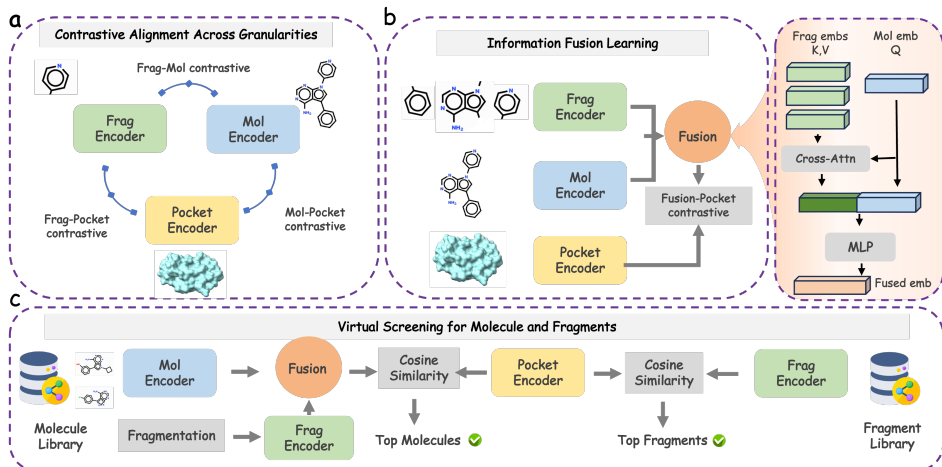 a
Contrastive Alignment Across Granularities
Frag-Mol contrastive
N
N
N
N
N
NH₂
Frag
Encoder
Mol
Encoder
Frag-Pocket
contrastive
Pocket
Encoder
Mol-Pocket
contrastive
b
Information Fusion Learning
NH₂
Frag
Encoder
Mol
Encoder
Pocket
Encoder
Fusion
Fusion-Pocket
contrastive
Frag embs
K,V
Mol emb
Q
Cross-Attn
MLP
Fused emb
c
Virtual Screening for Molecule and Fragments
Molecule
Library
Mol
Encoder
Fragmentation
Fusion
Frag
Encoder
Cosine
Similarity
Top Molecules
Pocket
Encoder
Cosine
Similarity
Top Fragments
Frag
Encoder
Fragment
Library